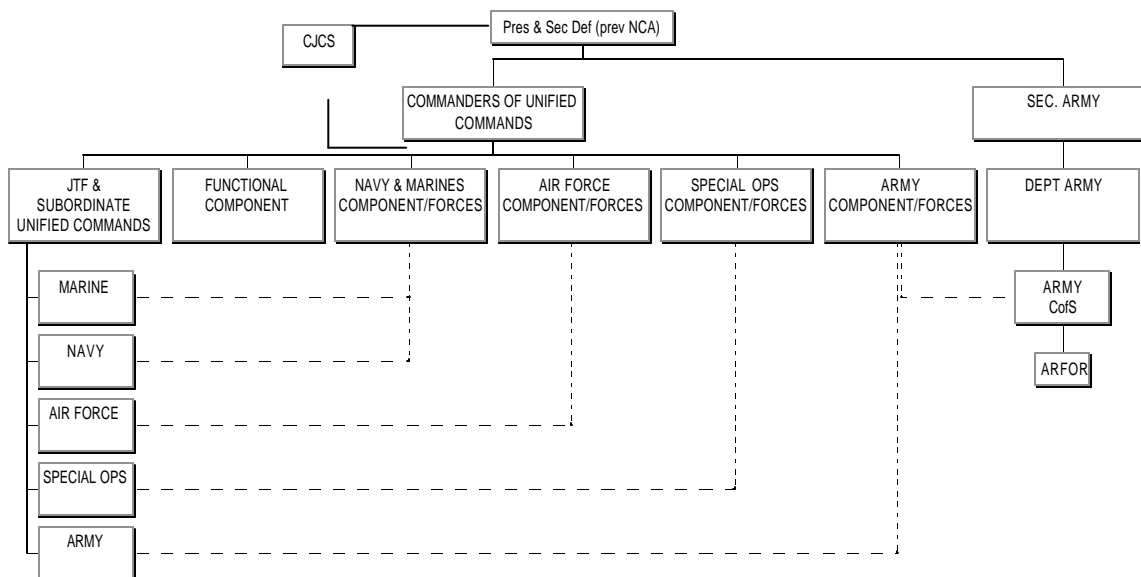 Pres & Sec Def (prev NCA)
CJCS
COMMANDERS OF UNIFIED
COMMANDS
SEC. ARMY
JTF &
SUBORDINATE
UNIFIED COMMANDS
FUNCTIONAL
COMPONENT
NAVY & MARINES
COMPONENT/FORCES
AIR FORCE
COMPONENT/FORCES
SPECIAL OPS
COMPONENT/FORCES
ARMY
COMPONENT/FORCES
DEPT ARMY
MARINE
ARMY
CofS
NAVY
ARFOR
AIR FORCE
SPECIAL OPS
ARMY